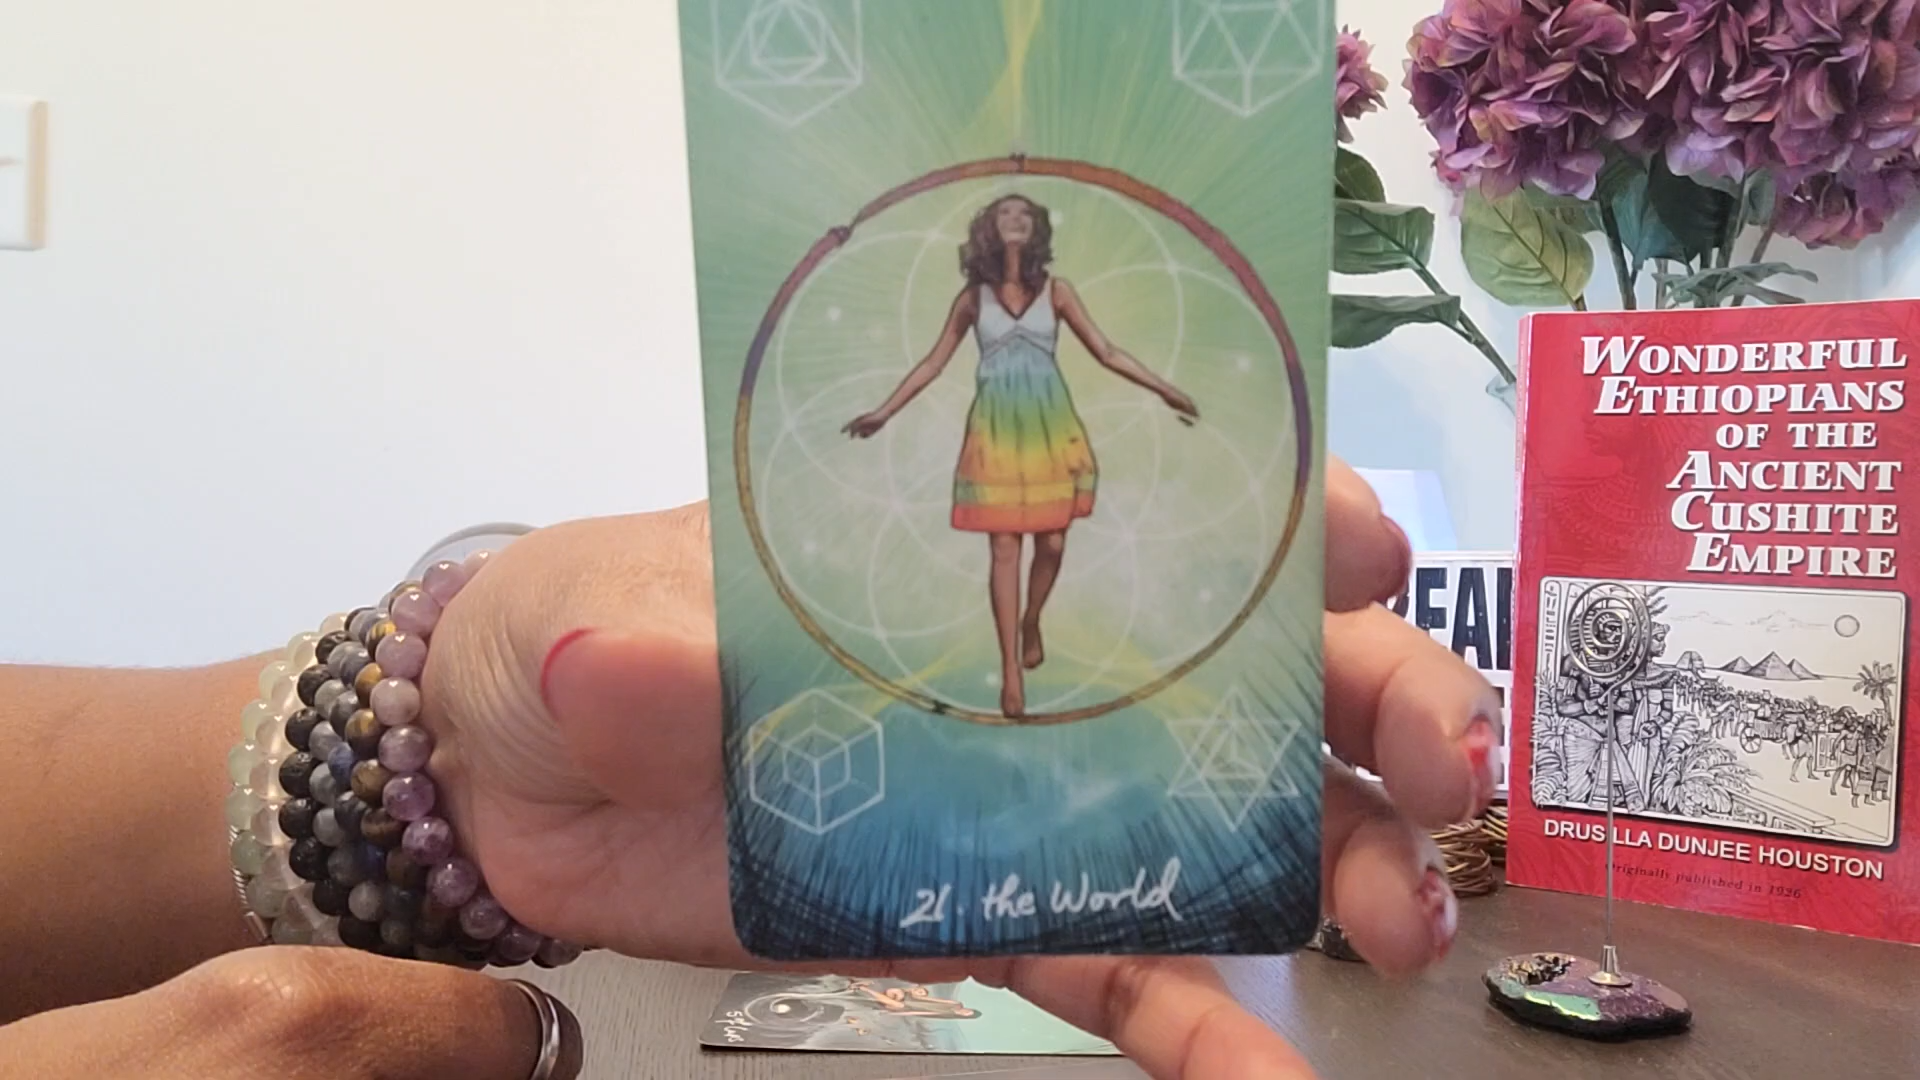 21. the World
WONDERFUL
ETHIOPIANS
OF THE
ANCIENT
CUSHITE
EMPIRE
DRUSILLA DUNJEE HOUSTON
Originally published in 1926